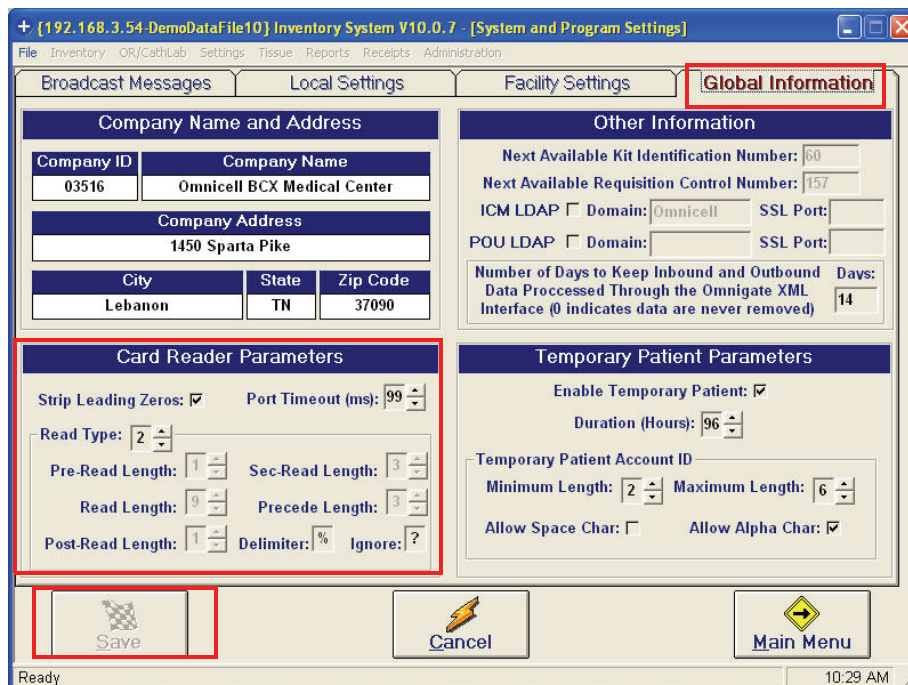 {192.168.3.54-DemoDataFile10} Inventory System V10.0.7 - [System and Program Settings]
File Inventory OR/CathLab Settings Tissue Reports Receipts Administration
Broadcast Messages Local Settings Facility Settings Global Information
Company Name and Address
Company ID Company Name
03516 Omnicell BCX Medical Center
Company Address
1450 Sparta Pike
City State Zip Code
Lebanon TN 37090
Other Information
Next Available Kit Identification Number: 60
Next Available Requisition Control Number: 157
ICM LDAP Domain: Omnicell SSL Port:
POU LDAP Domain: SSL Port:
Number of Days to Keep Inbound and Outbound Days:
Data Proccessed Through the Omnigate XML 14
Interface (0 indicates data are never removed)
Card Reader Parameters
Strip Leading Zeros: Port Timeout (ms): 99
Read Type: 2
Pre-Read Length: 1 Sec-Read Length: 3
Read Length: 9 Precede Length: 3
Post-Read Length: 1 Delimiter: % Ignore: ?
Temporary Patient Parameters
Enable Temporary Patient:
Duration (Hours): 96
Temporary Patient Account ID
Minimum Length: 2 Maximum Length: 6
Allow Space Char: Allow Alpha Char:
Save Cancel Main Menu
Ready 10:29 AM